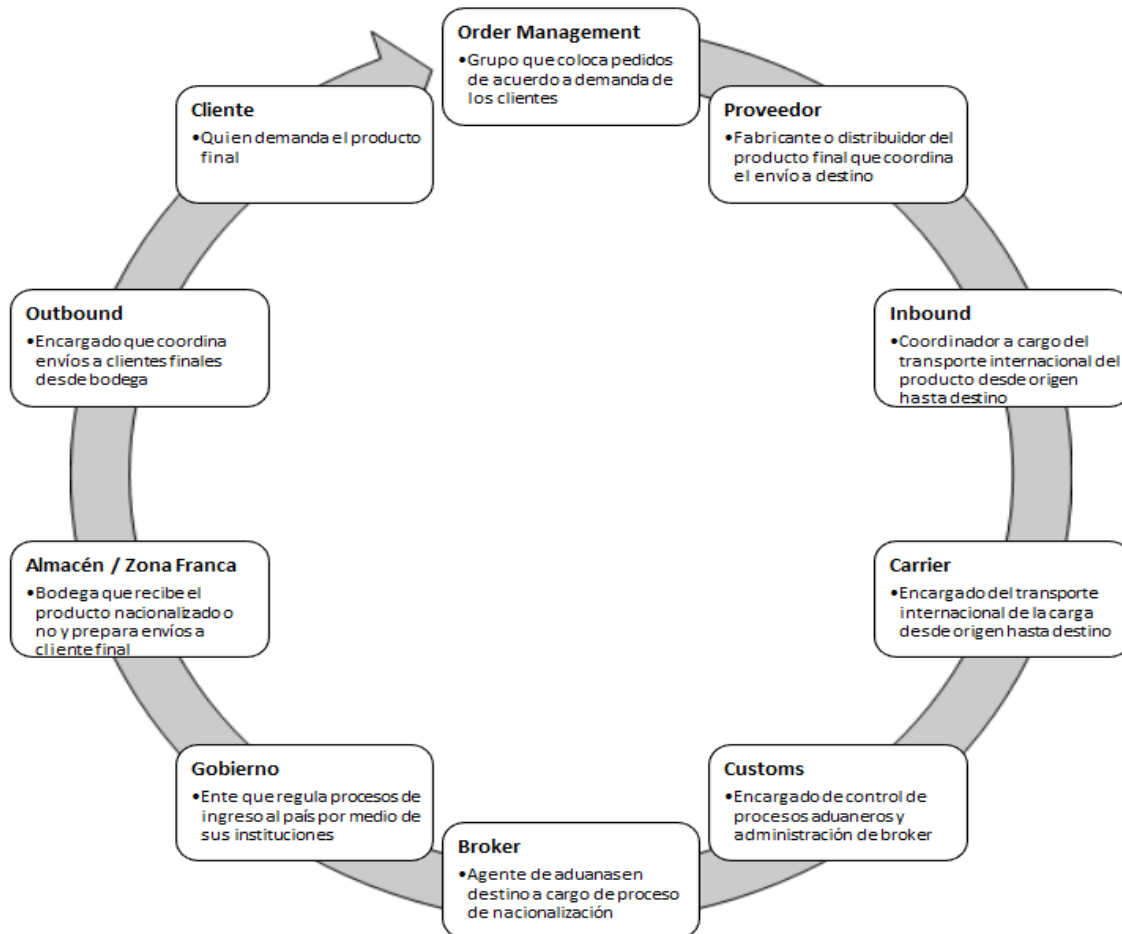 Order Management
•Grupo que coloca pedidos
de acuerdo a demanda de
los clientes
Proveedor
•Fabricante o distribuidor del
producto final que coordina
el envío a destino
Inbound
•Coordinador a cargo del
transporte internacional del
producto desde origen
hasta destino
Carrier
•Encargado del transporte
internacional de la carga
desde origen hasta destino
Customs
•Encargado de control de
procesos aduaneros y
administración de broker
Broker
•Agente de aduanas en
destino a cargo de proceso
de nacionalización
Gobierno
•Ente que regula procesos de
ingreso al país por medio de
sus instituciones
Almacén / Zona Franca
•Bodega que recibe el
producto nacionalizado o
no y prepara envíos a
cliente final
Outbound
•Encargado que coordina
envíos a clientes finales
desde bodega
Cliente
•Quien demanda el producto
final